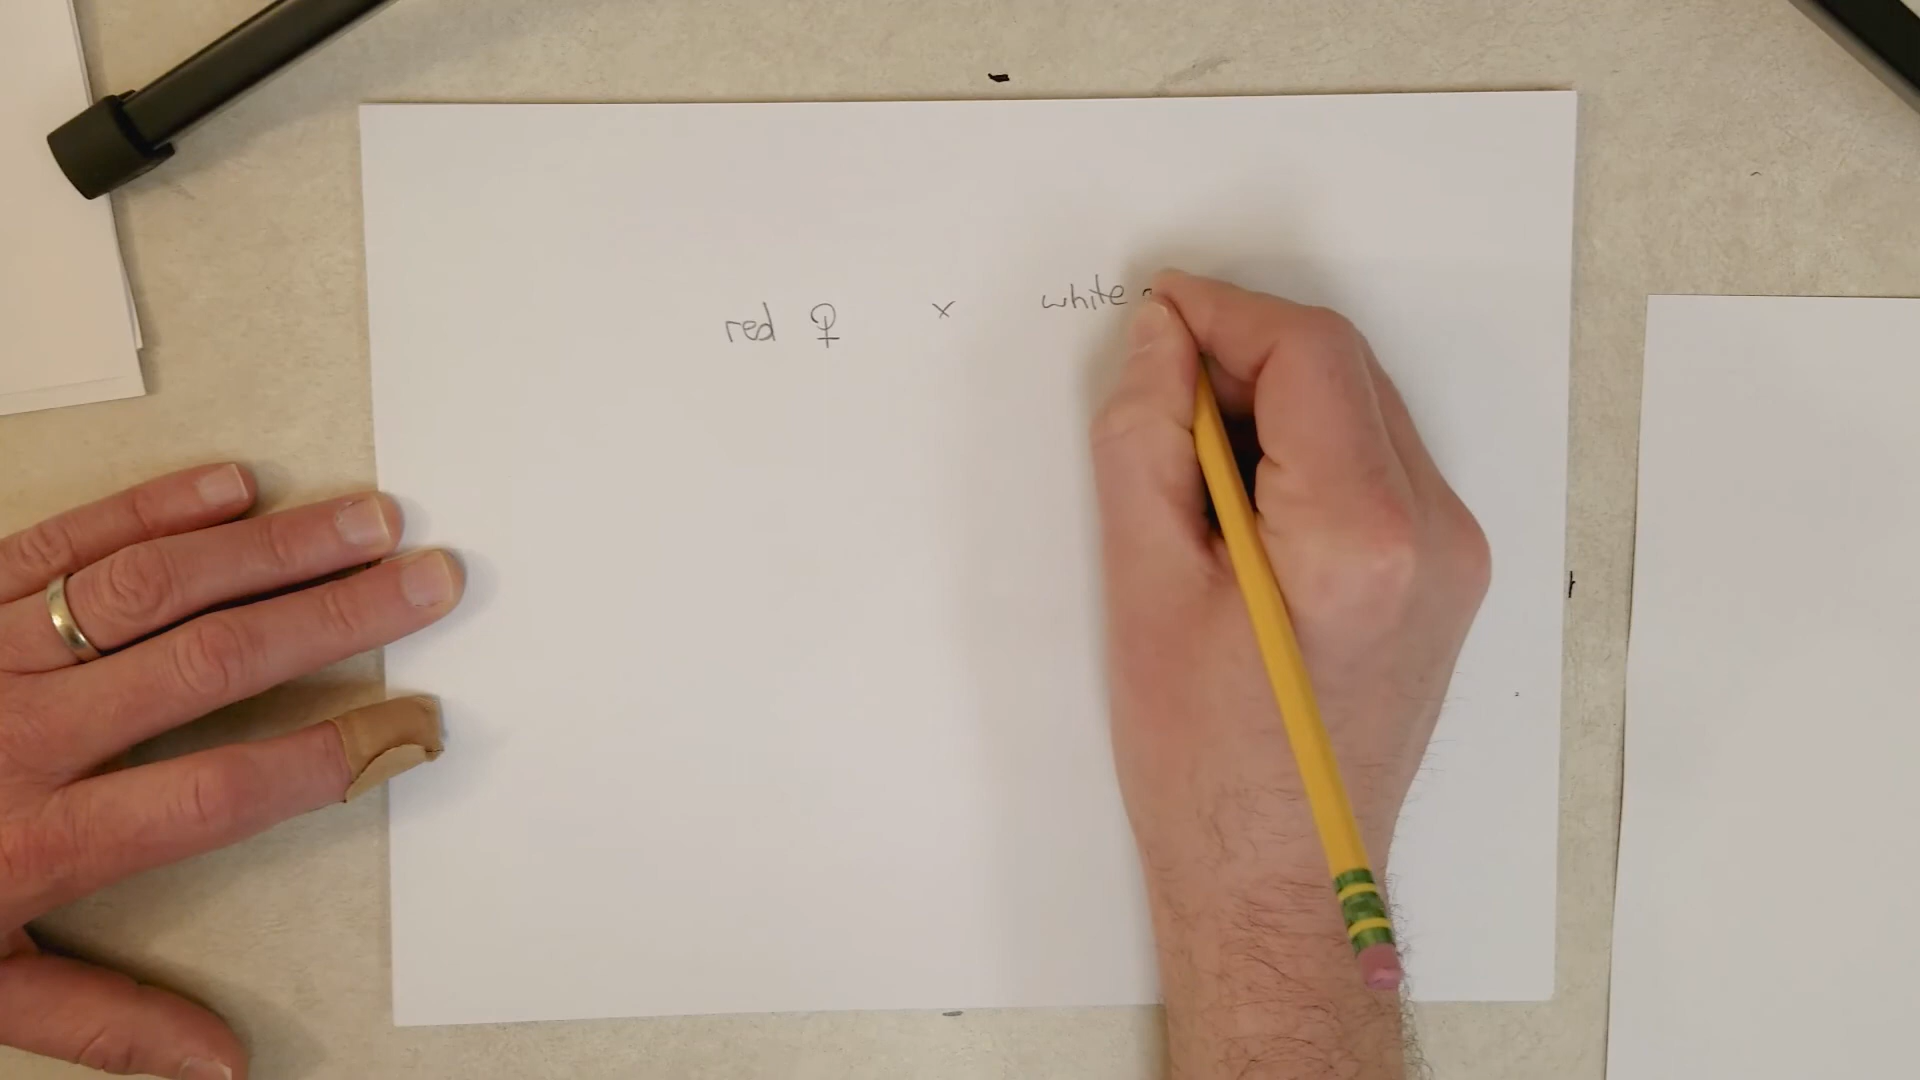 red ♀ × white